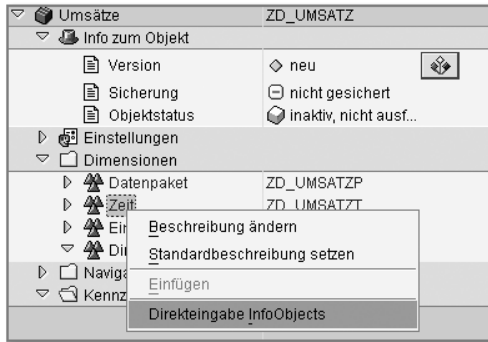 Umsätze ZD_UMSATZ
Info zum Objekt
Version neu
Sicherung nicht gesichert
Objektstatus inaktiv, nicht ausf...
Einstellungen
Dimensionen
Datenpaket ZD_UMSATZP
Zeit ZD_UMSATZT
Beschreibung ändern
Standardbeschreibung setzen
Einfügen
Direkteingabe InfoObjects